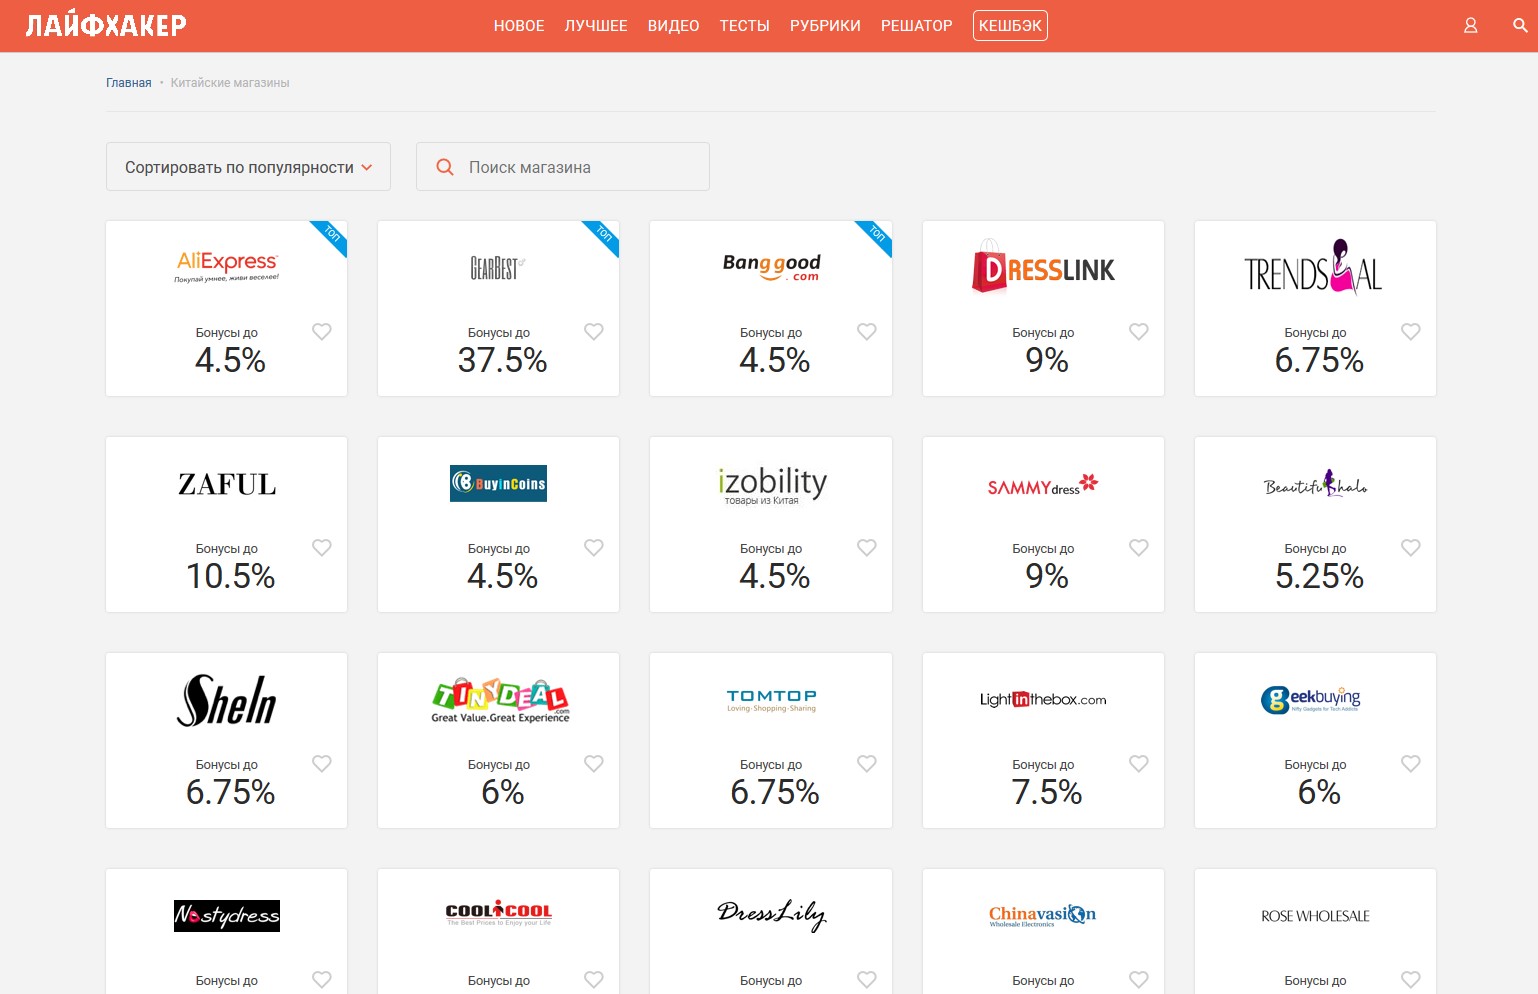 ЛАЙФХАКЕР
НОВОЕ ЛУЧШЕЕ ВИДЕО ТЕСТЫ РУБРИКИ РЕШАТОР КЕШБЭК
Главная • Китайские магазины
Сортировать по популярности
Поиск магазина
ТОП
AliExpress
Покупай умнее, живи веселее!
Бонусы до
4.5%
ТОП
GEARBEST
Бонусы до
37.5%
ТОП
Banggood
.com
Бонусы до
4.5%
DRESSLINK
Бонусы до
9%
TRENDSGAL
Бонусы до
6.75%
ZAFUL
Бонусы до
10.5%
BuyinCoins
Бонусы до
4.5%
izobility
товары из Китая
Бонусы до
4.5%
SAMMYdress
Бонусы до
9%
Beautifulhalo
Бонусы до
5.25%
SheIn
Бонусы до
6.75%
TINYDEAL
.com
Great Value.Great Experience
Бонусы до
6%
TOMTOP
Loving·Shopping·Sharing
Бонусы до
6.75%
Lightinthebox.com
Бонусы до
7.5%
geekbuying
Nifty Gadgets for Tech Addicts
Бонусы до
6%
Nastydress
Бонусы до
COOLICOOL
The Best Prices to Enjoy your Life
Бонусы до
DressLily
Бонусы до
Chinavasion
Wholesale Electronics
Бонусы до
ROSE WHOLESALE
Бонусы до